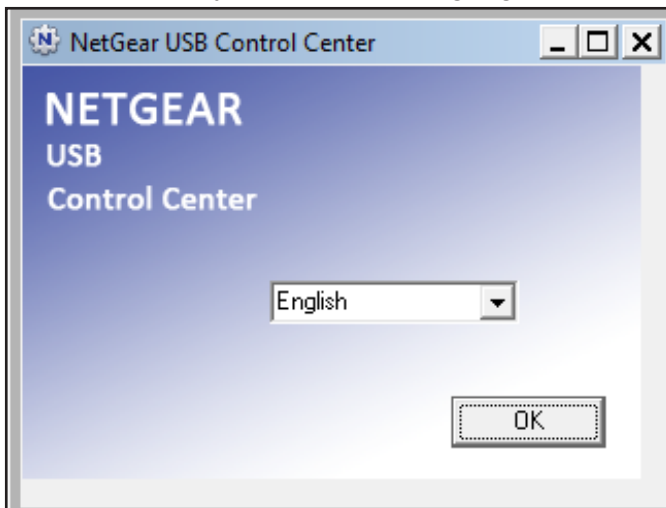 NetGear USB Control Center
NETGEAR
USB
Control Center
English
OK